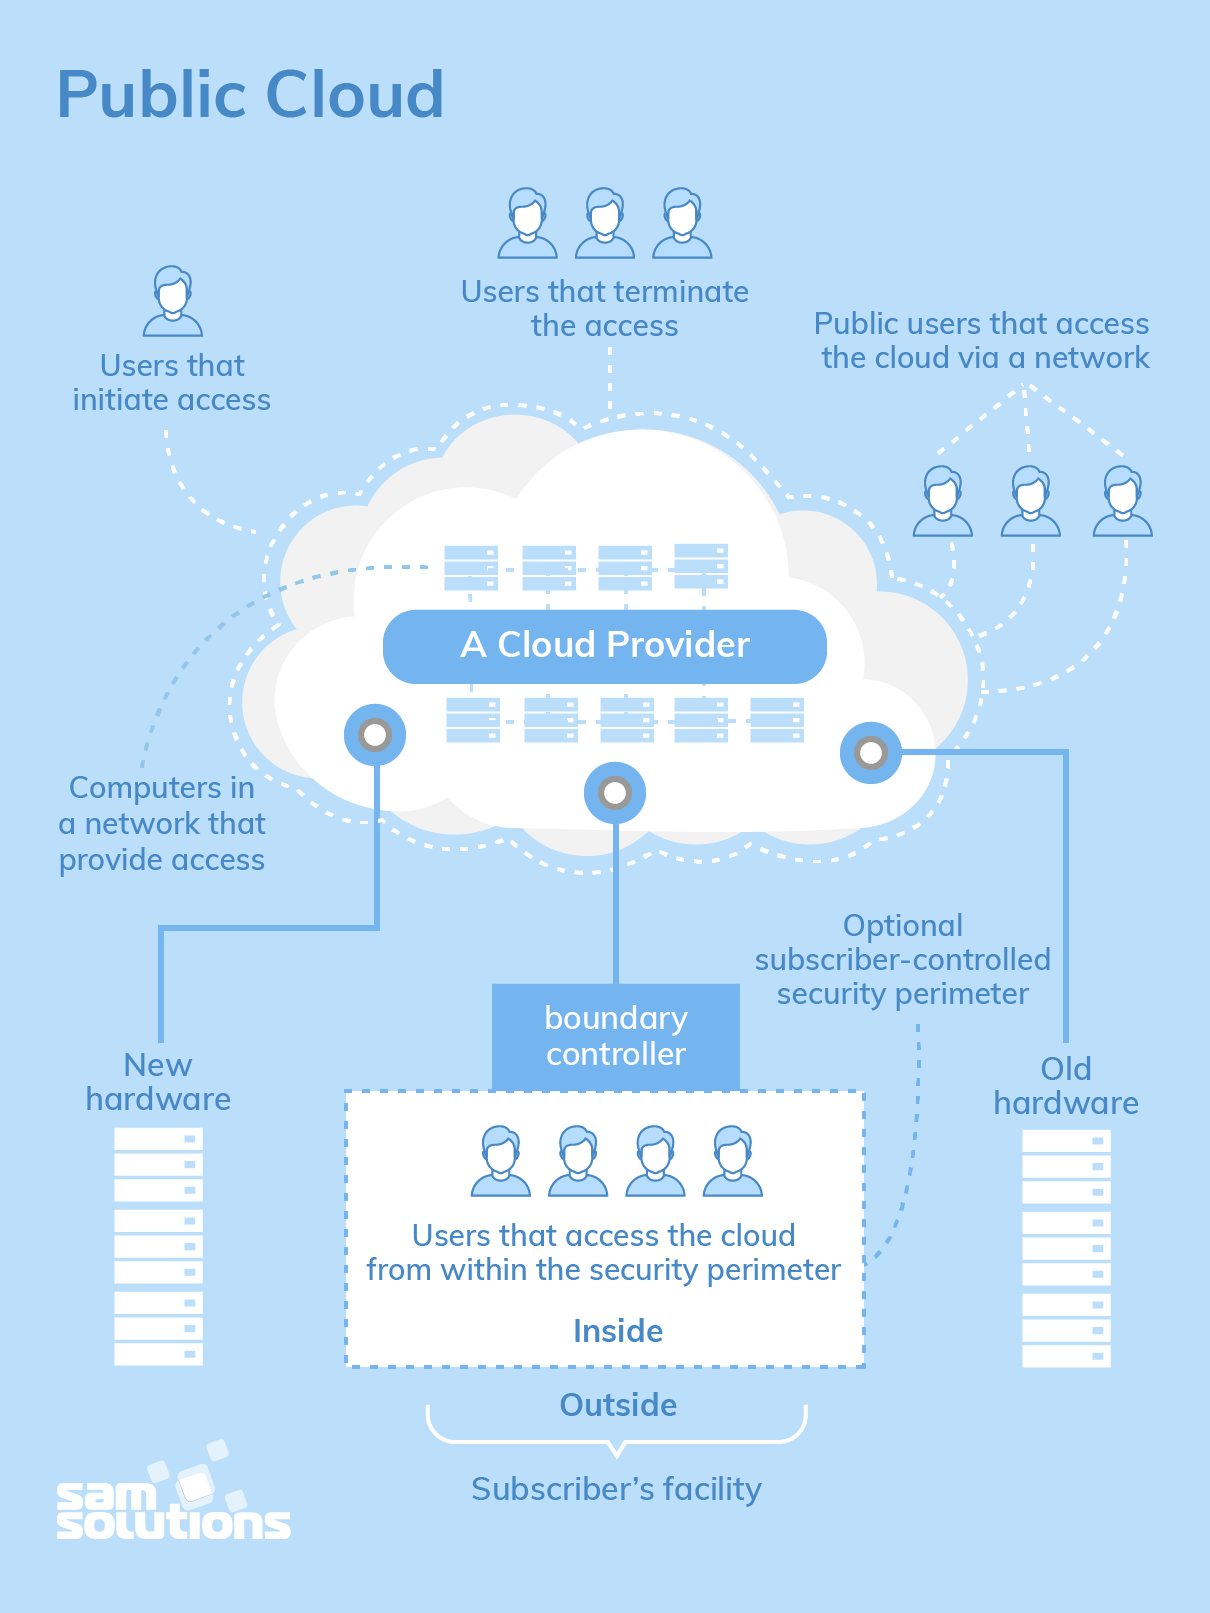 Public Cloud
Users that terminate
the access
Users that
initiate access
Public users that access
the cloud via a network
A Cloud Provider
Computers in
a network that
provide access
Optional
subscriber-controlled
security perimeter
boundary
controller
New
hardware
Old
hardware
Users that access the cloud
from within the security perimeter
Inside
Outside
Subscriber’s facility
sam
solutions